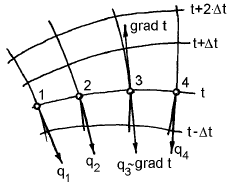 t+2·Δt
grad t
t+Δt
1
2
3
4
t
t-Δt
q₁
q₂
q₃~grad t
q₄